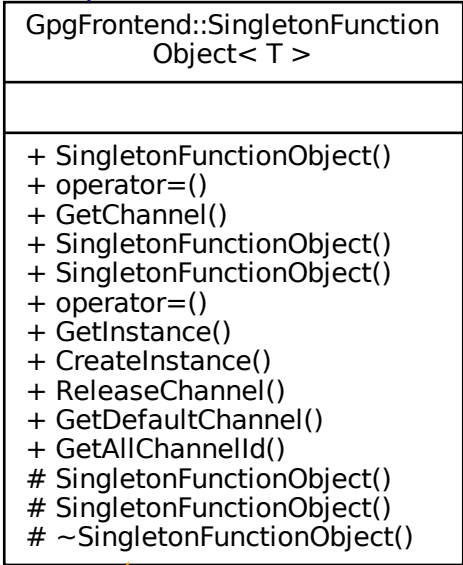 GpgFrontend::SingletonFunction
Object< T >
+ SingletonFunctionObject()
+ operator=()
+ GetChannel()
+ SingletonFunctionObject()
+ SingletonFunctionObject()
+ operator=()
+ GetInstance()
+ CreateInstance()
+ ReleaseChannel()
+ GetDefaultChannel()
+ GetAllChannelId()
# SingletonFunctionObject()
# SingletonFunctionObject()
# ~SingletonFunctionObject()